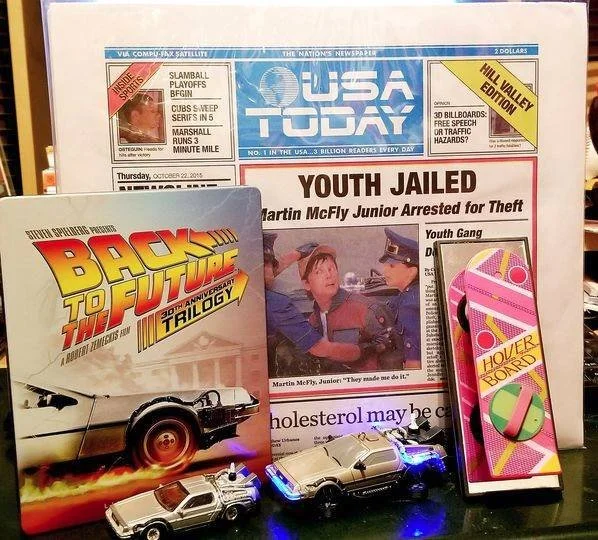 VIA COMPU-FAX SATELLITE
THE NATION'S NEWSPAPER
2 DOLLARS
INSIDE
SPORTS
SLAMBALL
PLAYOFFS
BEGIN
CUBS SWEEP
SERIES IN 5
MARSHALL
RUNS 3
MINUTE MILE
USA
TODAY
NO. 1 IN THE USA...3 BILLION READERS EVERY DAY
HILL VALLEY
EDITION
OPINION
3D BILLBOARDS:
FREE SPEECH
OR TRAFFIC
HAZARDS?
Thursday, OCTOBER 22, 2015
NEWSLINE
YOUTH JAILED
Martin McFly Junior Arrested for Theft
Youth Gang
Martin McFly, Junior: "They made me do it."
holesterol may be
STEVEN SPIELBERG PRESENTS
BACK
TO
THE FUTURE
30TH ANNIVERSARY
TRILOGY
A ROBERT ZEMECKIS FILM
HOVER
BOARD